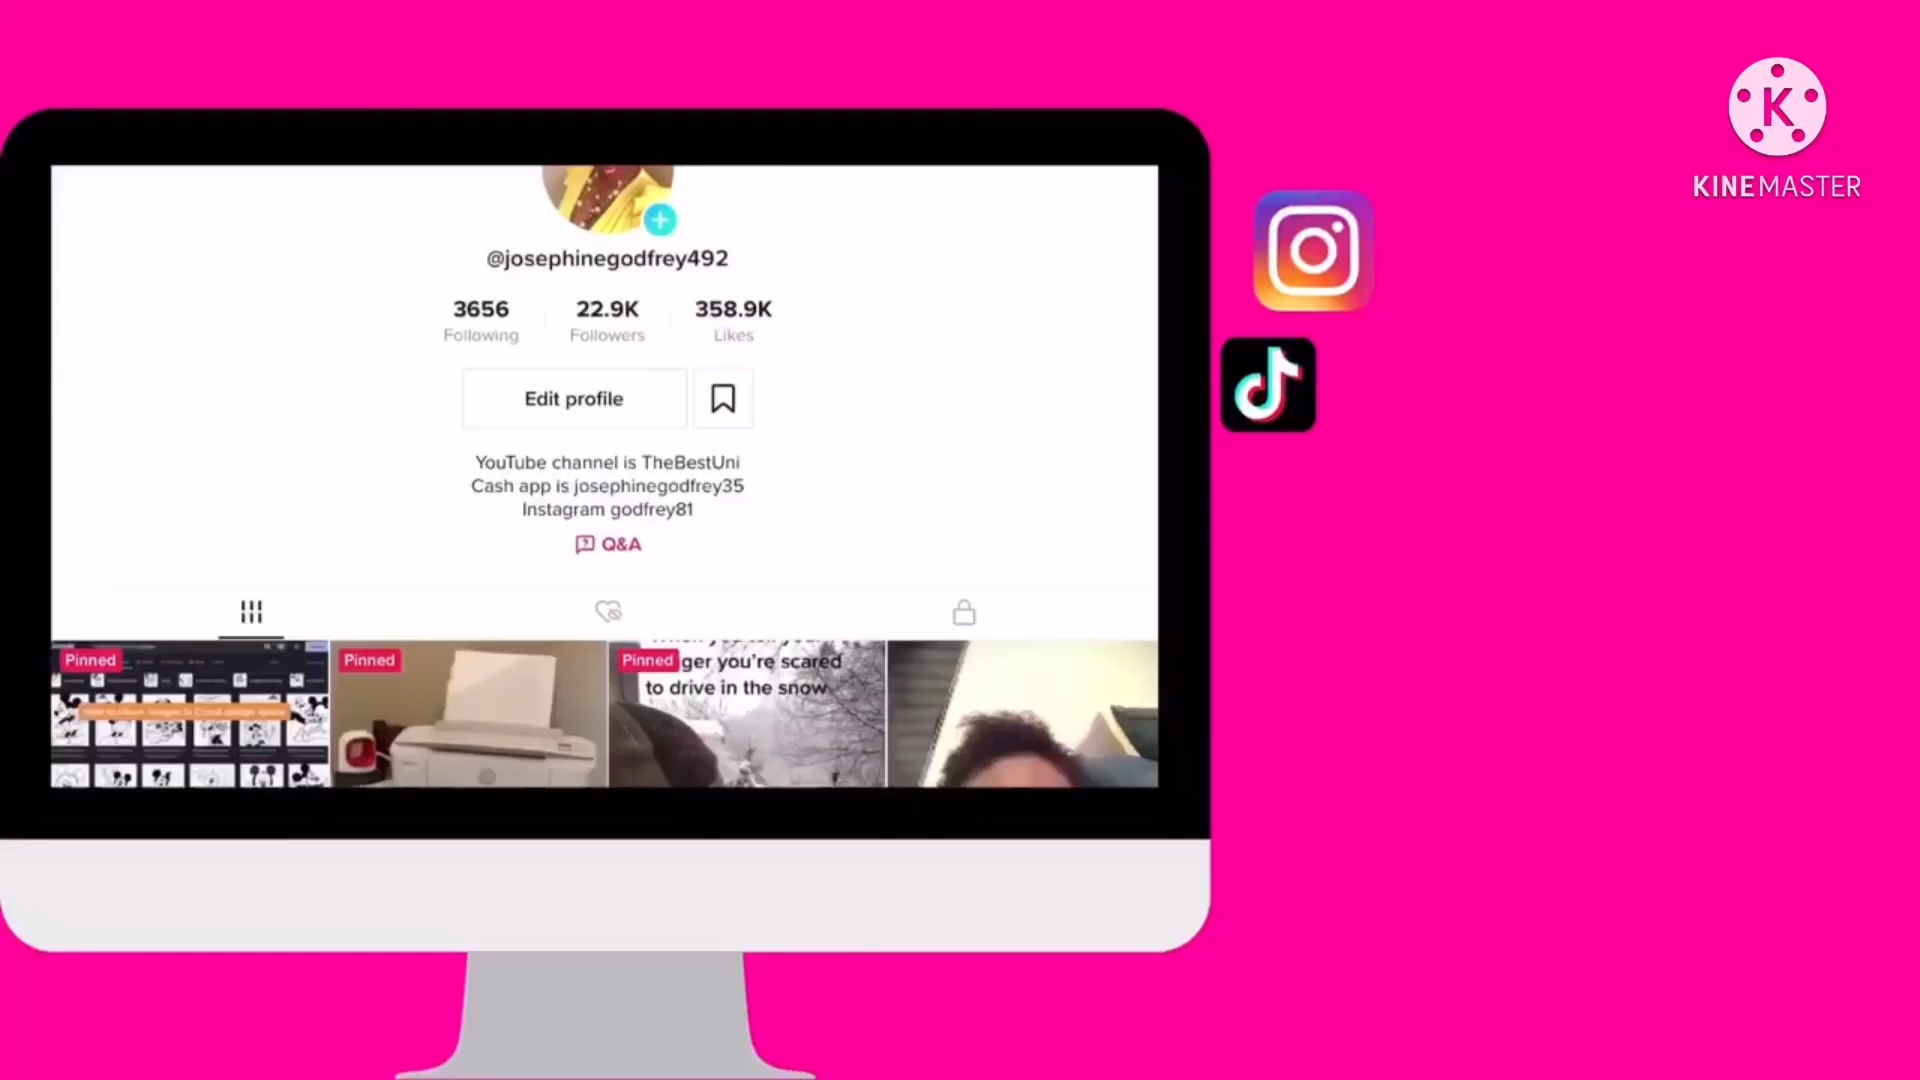 K
KINEMASTER
@josephinegodfrey492
3656 22.9K 358.9K
Following Followers Likes
Edit profile
YouTube channel is TheBestUni
Cash app is josephinegodfrey35
Instagram godfrey81
Q&A
Pinned Pinned Pinned
ger you're scared
to drive in the snow